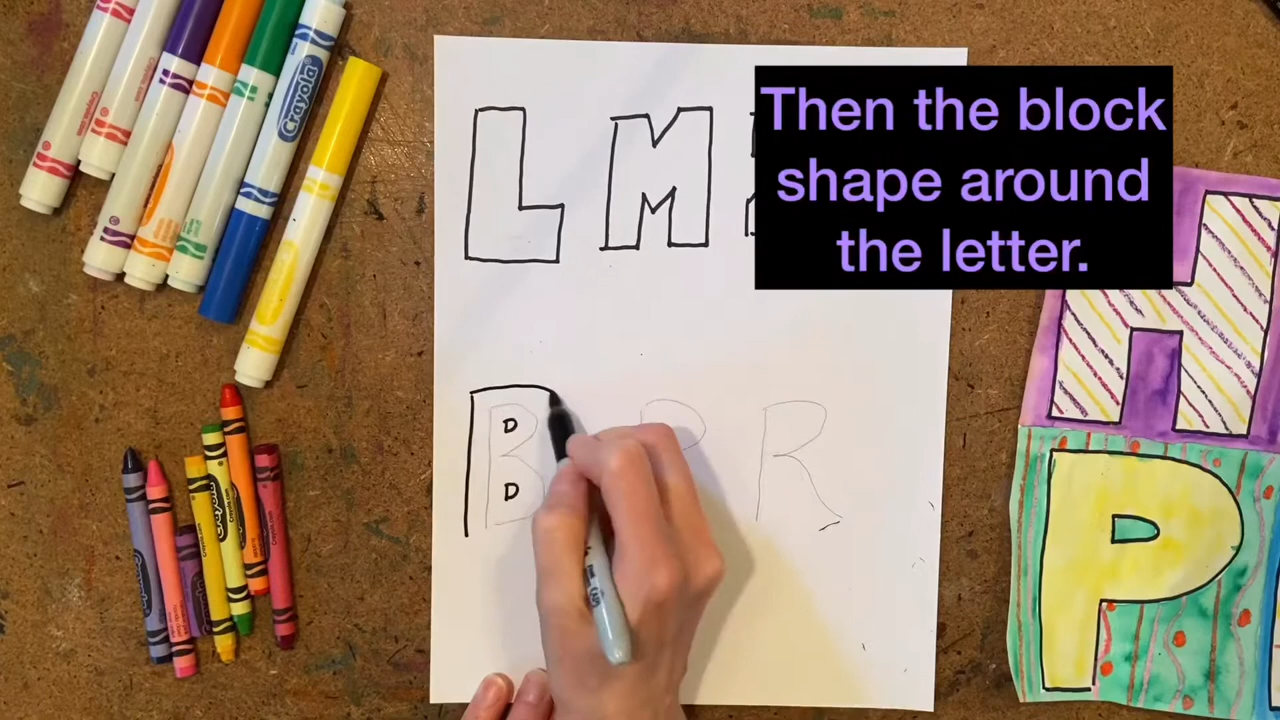 Then the block
shape around
the letter.
L M
B P R
H
P
Crayola
Crayola